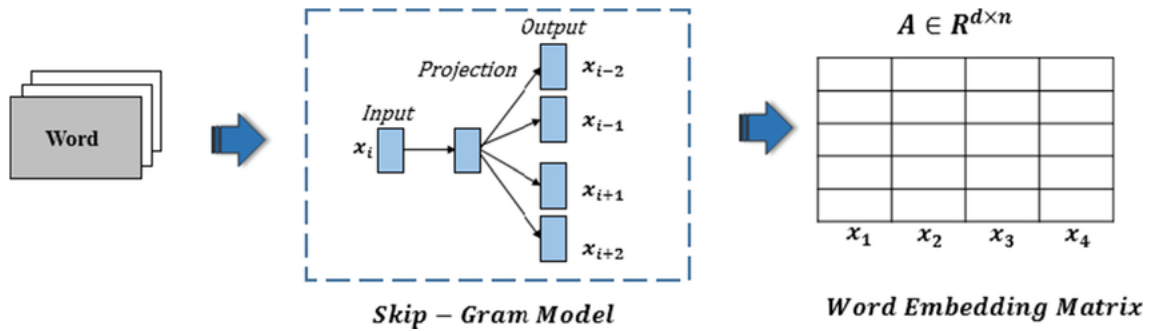 Word
Input
x_i
Projection
Output
x_{i-2}
x_{i-1}
x_{i+1}
x_{i+2}
Skip − Gram Model
A ∈ R^{d×n}
x_1 x_2 x_3 x_4
Word Embedding Matrix